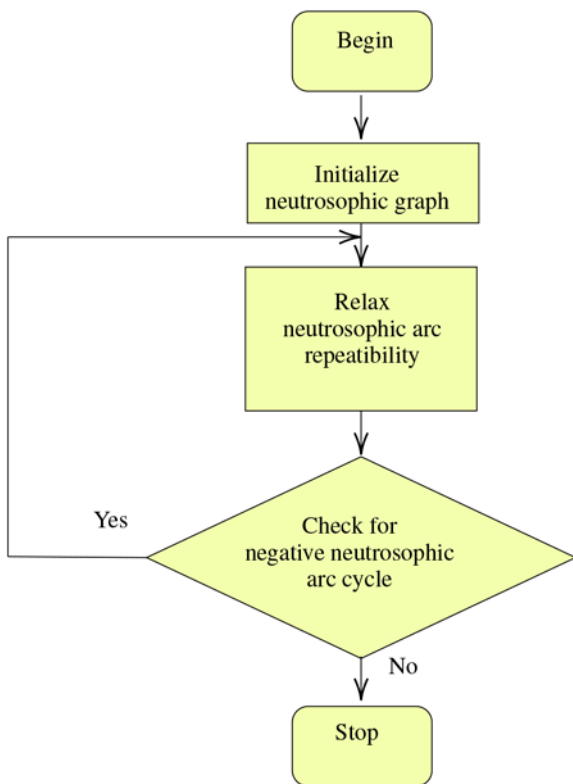 Begin
Initialize
neutrosophic graph
Relax
neutrosophic arc
repeatibility
Yes
Check for
negative neutrosophic
arc cycle
No
Stop